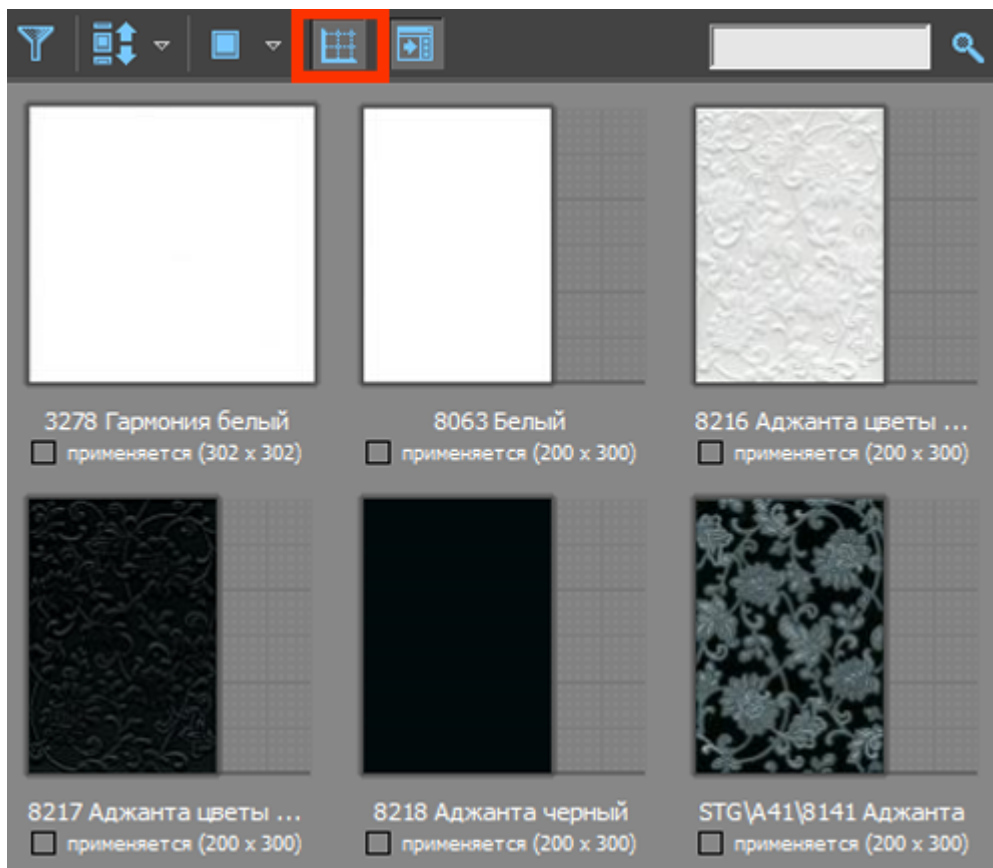 3278 Гармония белый
применяется (302 x 302)
8063 Белый
применяется (200 x 300)
8216 Аджанта цветы ...
применяется (200 x 300)
8217 Аджанта цветы ...
применяется (200 x 300)
8218 Аджанта черный
применяется (200 x 300)
STG\A41\8141 Аджанта
применяется (200 x 300)